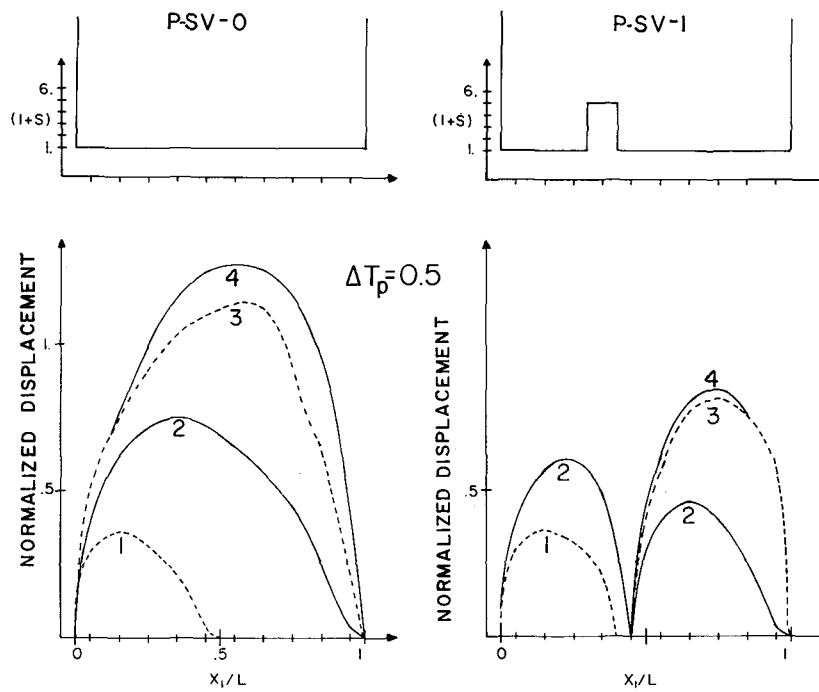 P-SV-0
P-SV-1
6.
(1+S)
1.
6.
(1+S)
1.
ΔTp=0.5
NORMALIZED DISPLACEMENT
1.
.5
4
3
2
1
0
.5
1
X₁/L
NORMALIZED DISPLACEMENT
.5
2
1
4
3
2
0
1
X₁/L